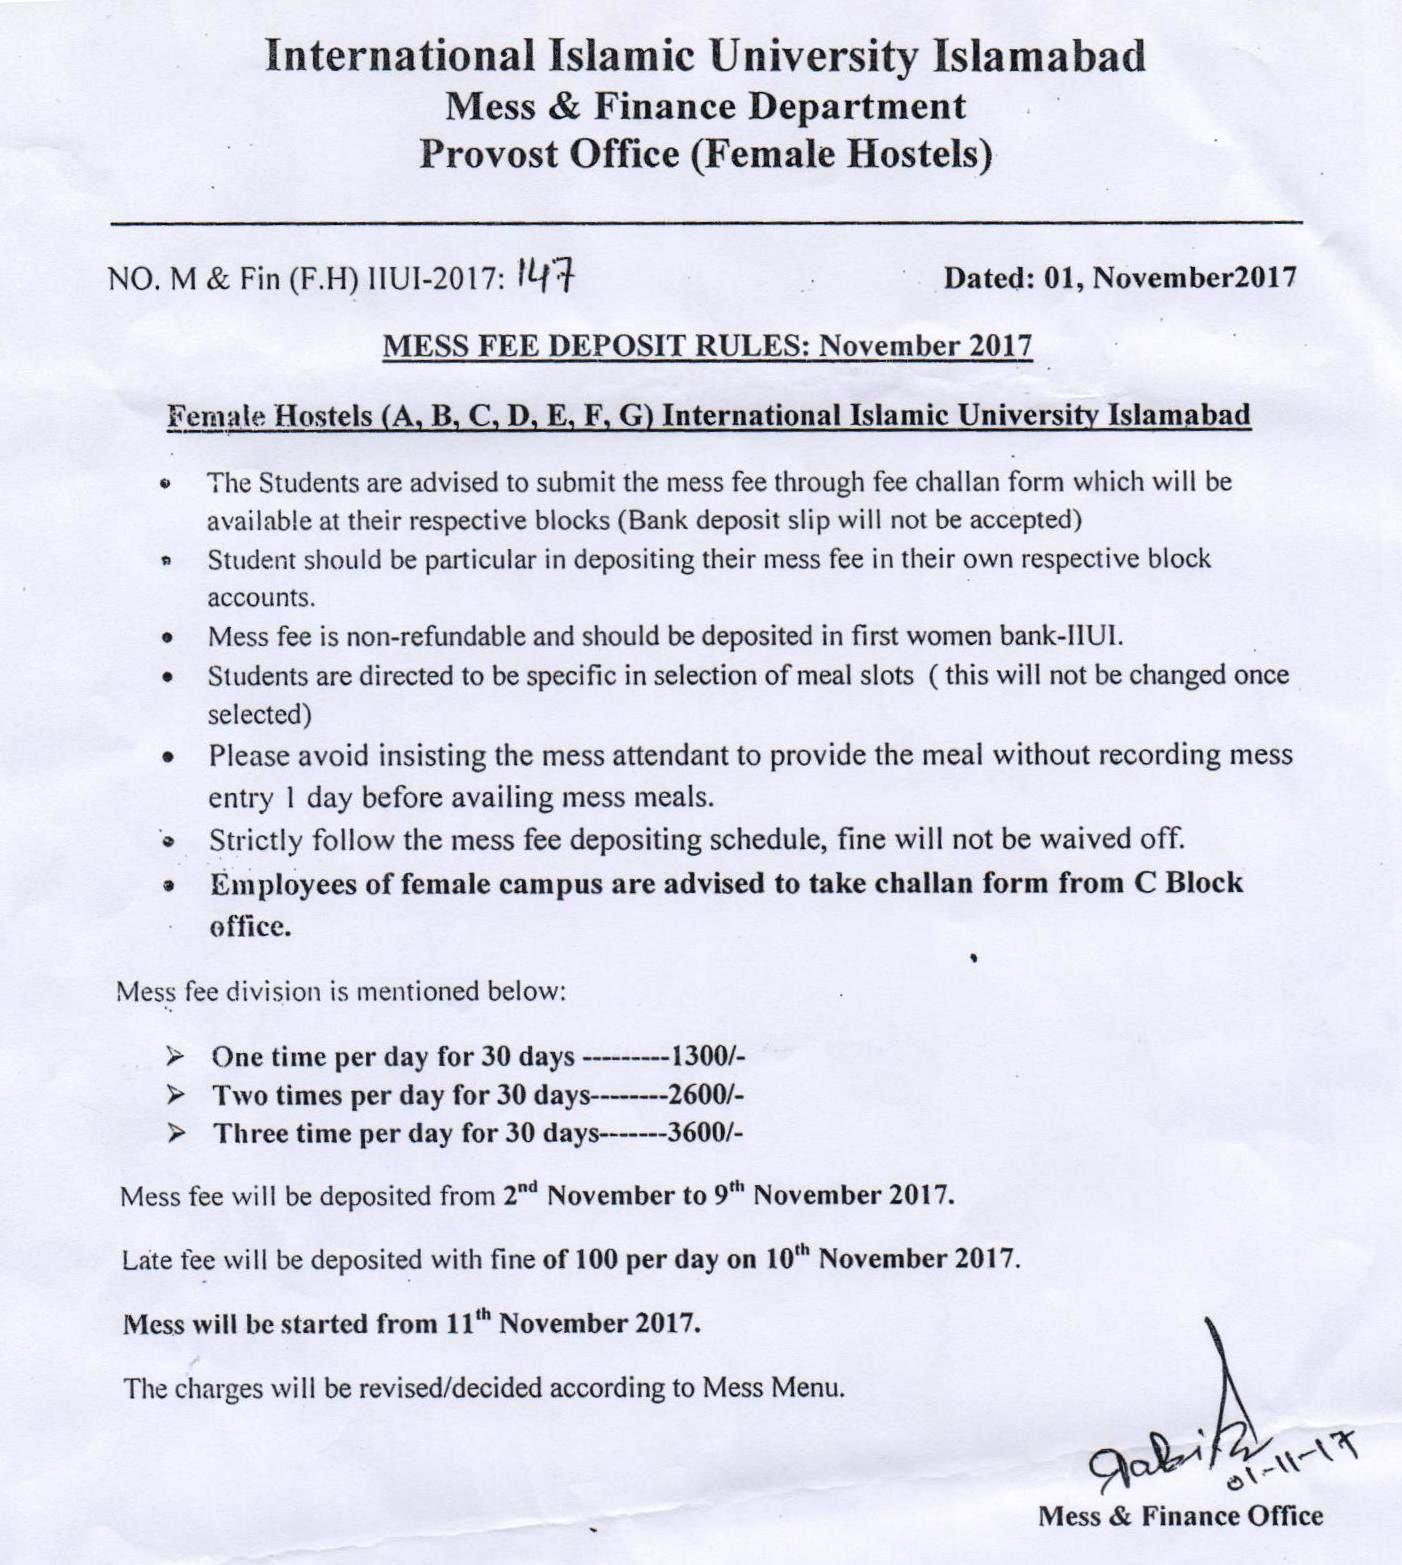 International Islamic University Islamabad
Mess & Finance Department
Provost Office (Female Hostels)
NO. M & Fin (F.H) IIUI-2017: 147 Dated: 01, November2017
MESS FEE DEPOSIT RULES: November 2017
Female Hostels (A, B, C, D, E, F, G) International Islamic University Islamabad
• The Students are advised to submit the mess fee through fee challan form which will be
available at their respective blocks (Bank deposit slip will not be accepted)
• Student should be particular in depositing their mess fee in their own respective block
accounts.
• Mess fee is non-refundable and should be deposited in first women bank-IIUI.
• Students are directed to be specific in selection of meal slots ( this will not be changed once
selected)
• Please avoid insisting the mess attendant to provide the meal without recording mess
entry 1 day before availing mess meals.
• Strictly follow the mess fee depositing schedule, fine will not be waived off.
• Employees of female campus are advised to take challan form from C Block
office.
Mess fee division is mentioned below:
➢ One time per day for 30 days ---------1300/-
➢ Two times per day for 30 days--------2600/-
➢ Three time per day for 30 days-------3600/-
Mess fee will be deposited from 2nd November to 9th November 2017.
Late fee will be deposited with fine of 100 per day on 10th November 2017.
Mess will be started from 11th November 2017.
The charges will be revised/decided according to Mess Menu.
01-11-17
Mess & Finance Office